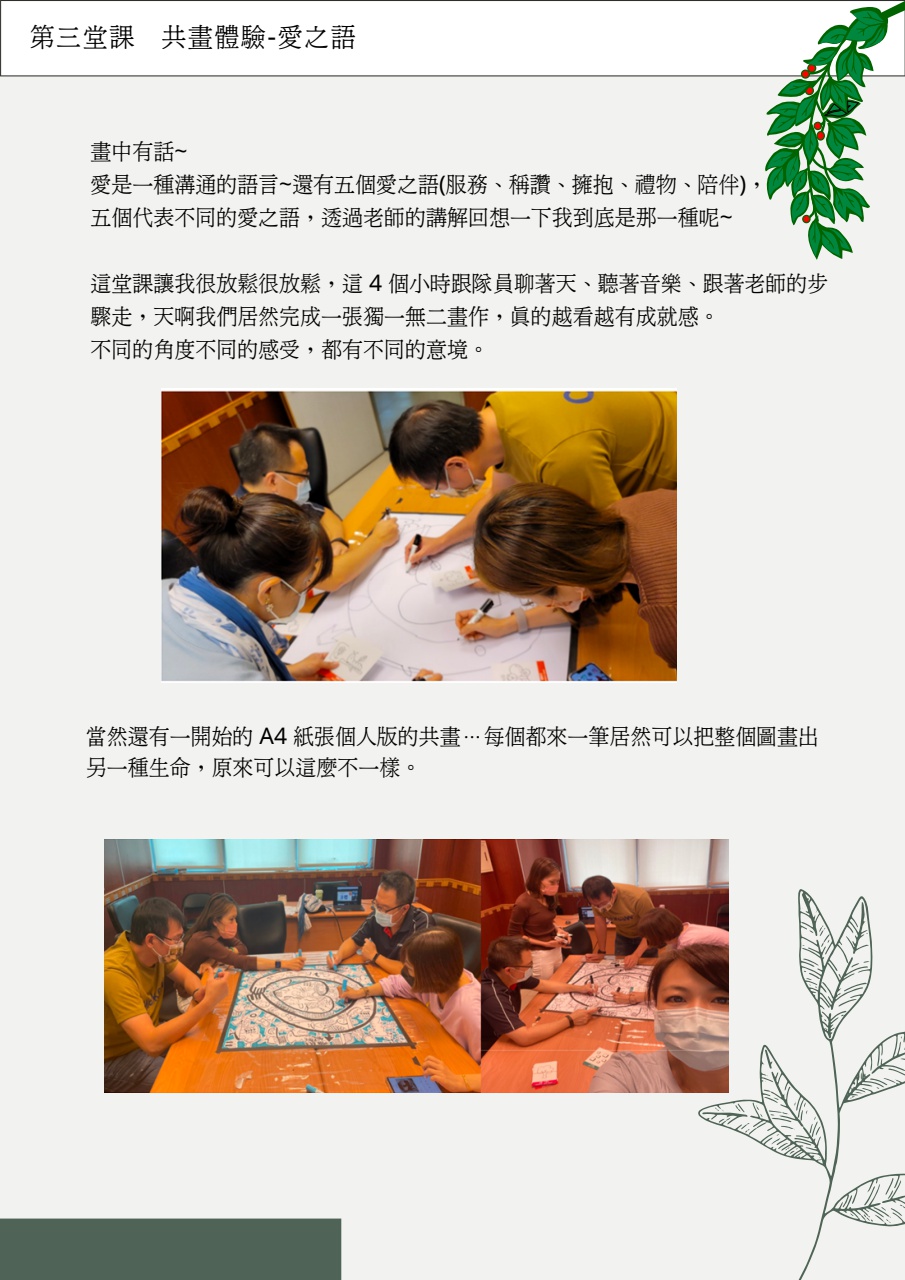 第三堂課　共畫體驗-愛之語
畫中有話~
愛是一種溝通的語言~還有五個愛之語(服務、稱讚、擁抱、禮物、陪伴)，
五個代表不同的愛之語，透過老師的講解回想一下我到底是那一種呢~
這堂課讓我很放鬆很放鬆，這 4 個小時跟隊員聊著天、聽著音樂、跟著老師的步
驟走，天啊我們居然完成一張獨一無二畫作，真的越看越有成就感。
不同的角度不同的感受，都有不同的意境。
當然還有一開始的 A4 紙張個人版的共畫…每個都來一筆居然可以把整個圖畫出
另一種生命，原來可以這麼不一樣。